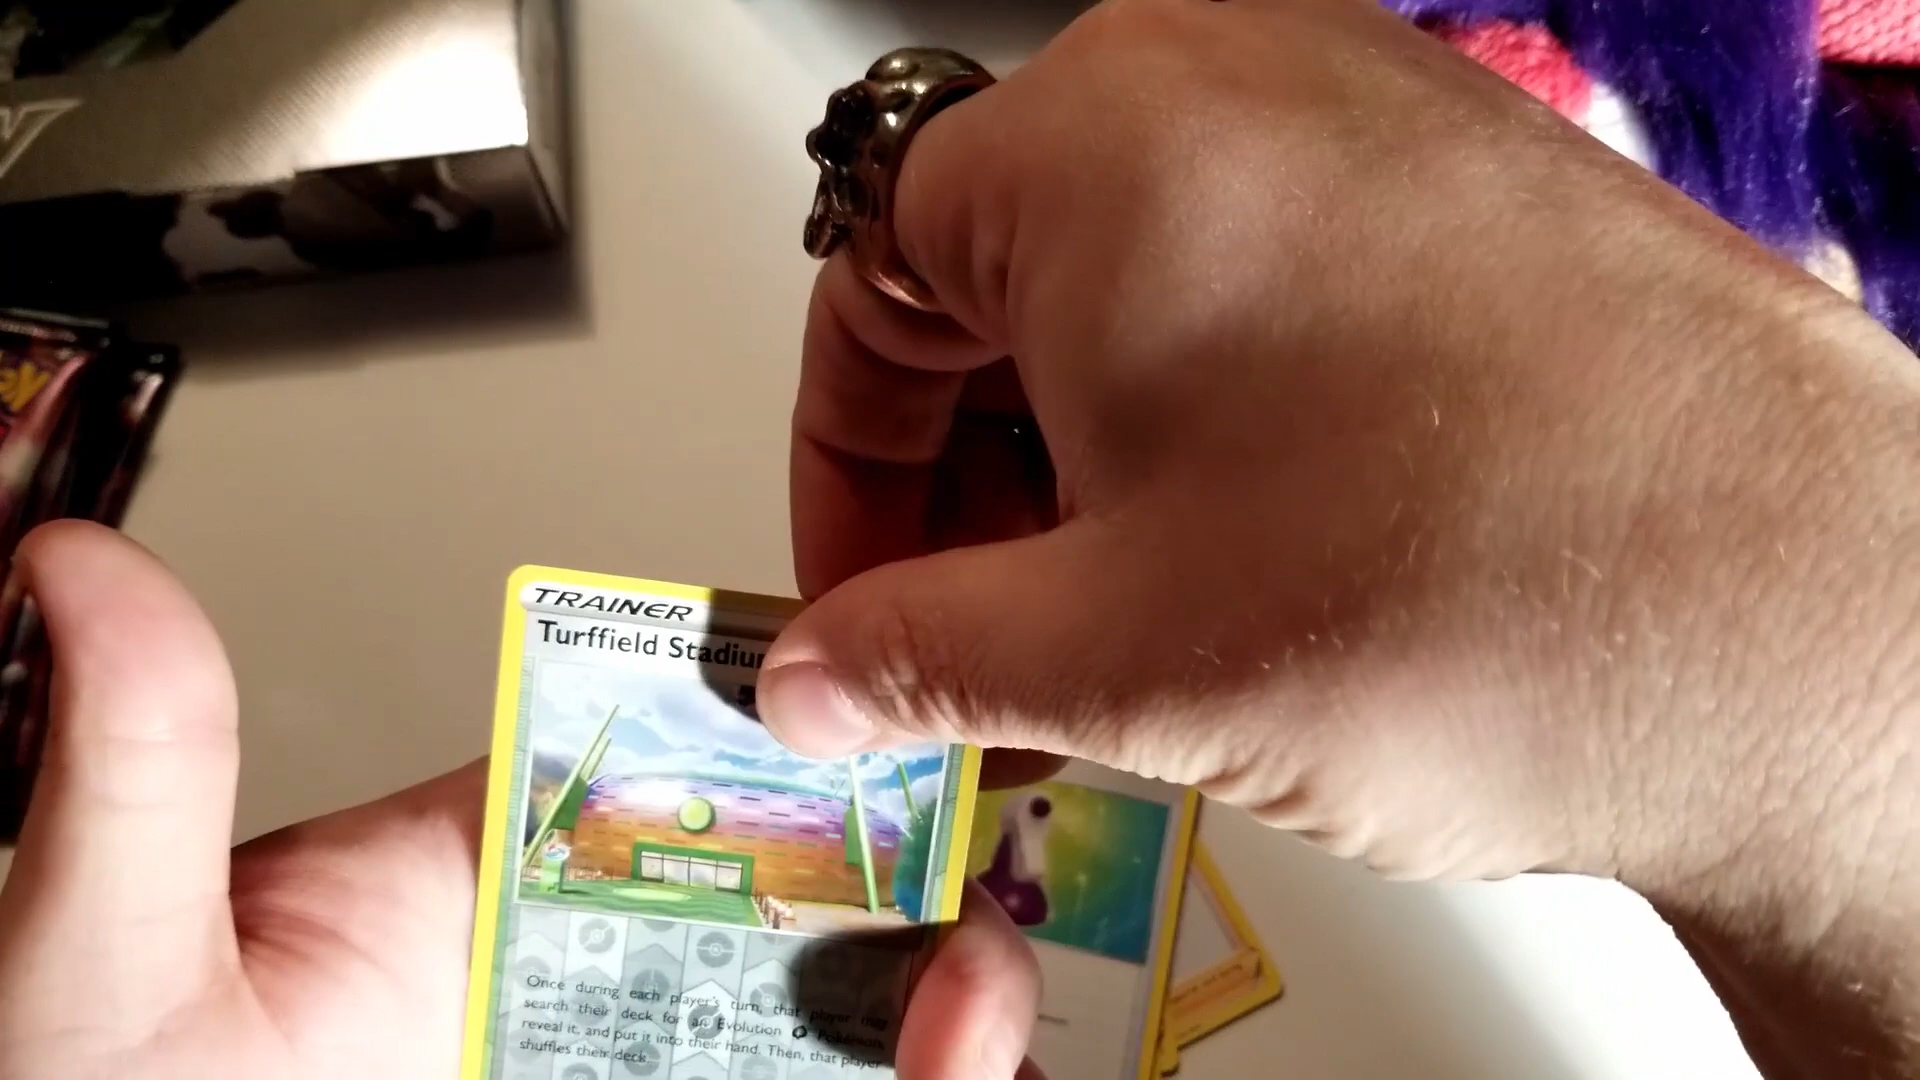 TRAINER
Turffield Stadium
Once during each player's turn, that player may
search their deck for an Evolution Pokémon,
reveal it, and put it into their hand. Then, that player
shuffles their deck.